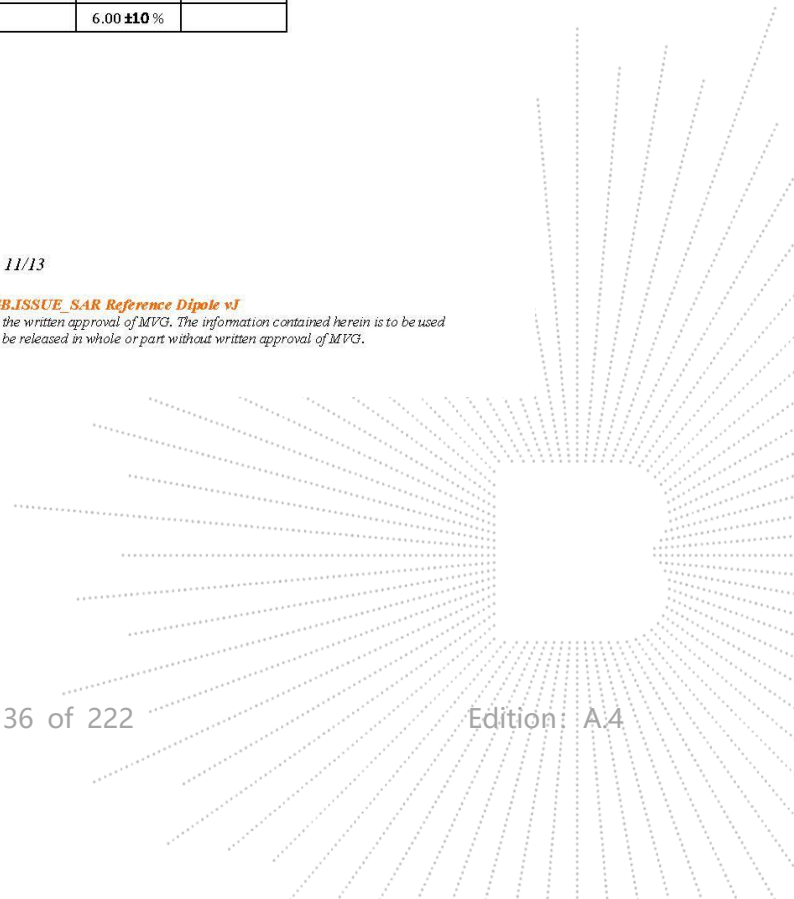 6.00 ±10 %
11/13
B.ISSUE_SAR Reference Dipole vJ
the written approval of MVG. The information contained herein is to be used
be released in whole or part without written approval of MVG.
36 of 222 Edition: A.4